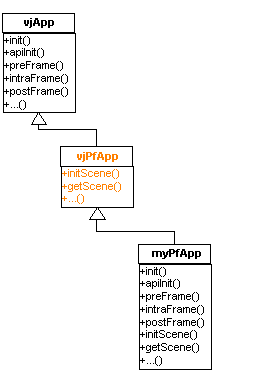 vjApp
+init()
+apiInit()
+preFrame()
+intraFrame()
+postFrame()
+...()
vjPfApp
+initScene()
+getScene()
+...()
myPfApp
+init()
+apiInit()
+preFrame()
+intraFrame()
+postFrame()
+initScene()
+getScene()
+...()